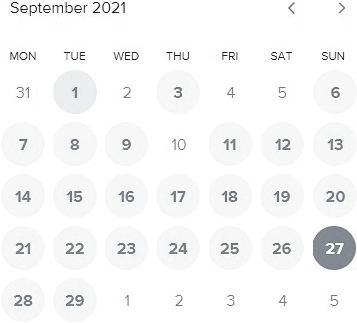 September 2021
MON TUE WED THU FRI SAT SUN
31 1 2 3 4 5 6
7 8 9 10 11 12 13
14 15 16 17 18 19 20
21 22 23 24 25 26 27
28 29 1 2 3 4 5